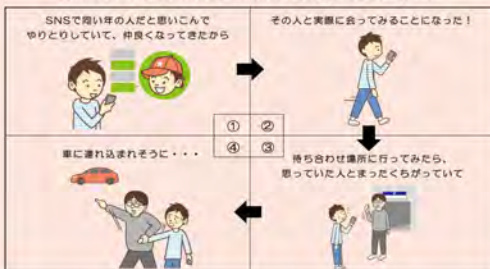 SNSで同い年の人だと思いこんで
やりとりしていて、仲良くなってきたから
その人と実際に会ってみることになった！
① ②
④ ③
待ち合わせ場所に行ってみたら、
思っていた人とまったくちがっていて
車に連れ込まれそうに・・・